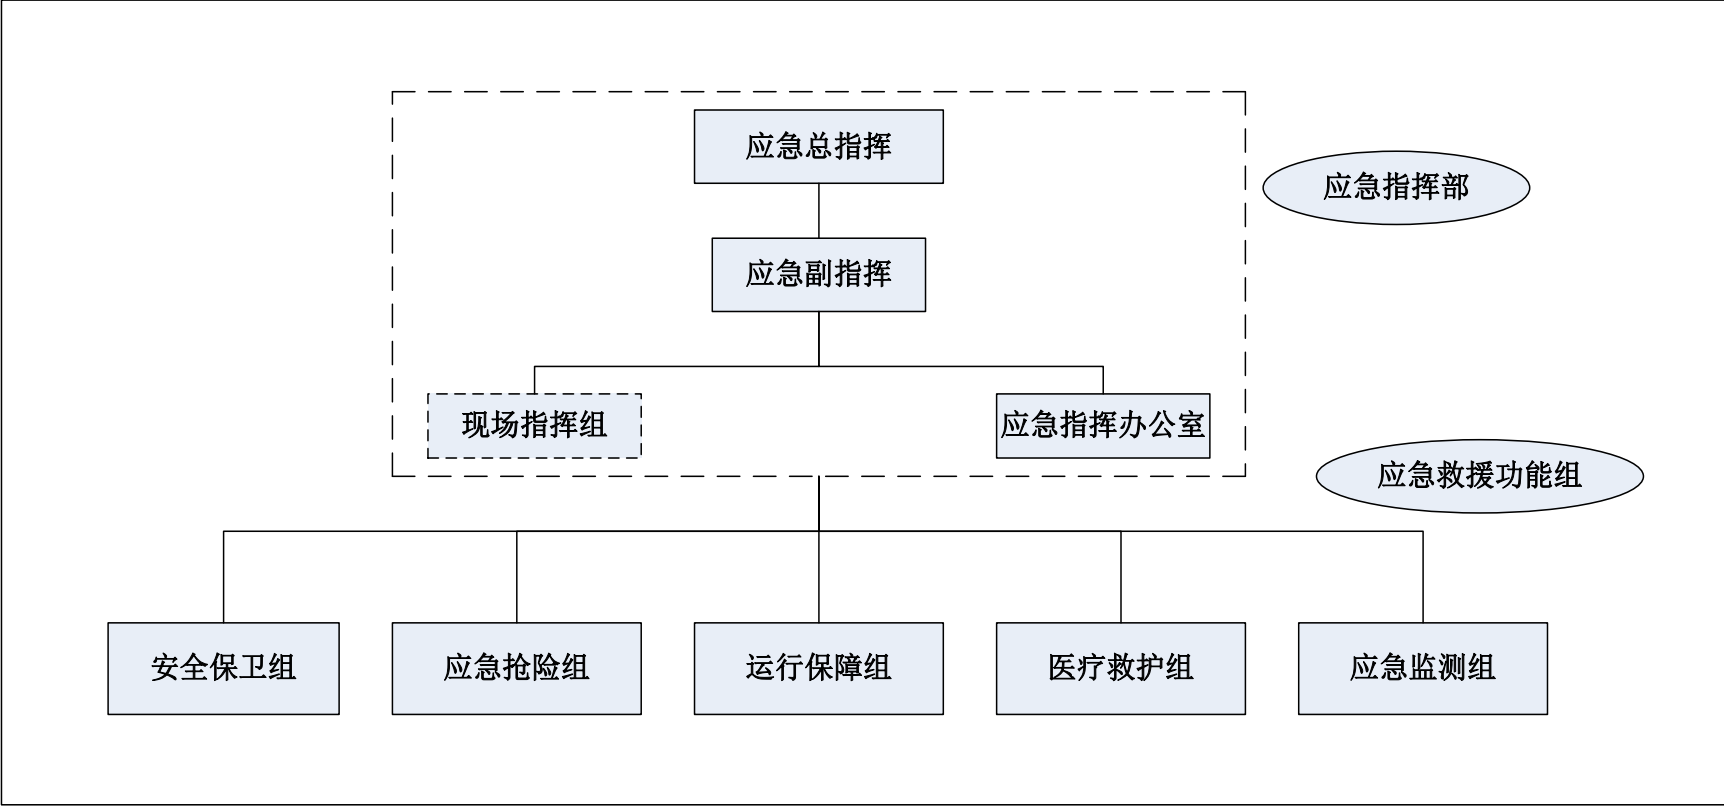 应急总指挥
应急指挥部
应急副指挥
现场指挥组
应急指挥办公室
应急救援功能组
安全保卫组
应急抢险组
运行保障组
医疗救护组
应急监测组